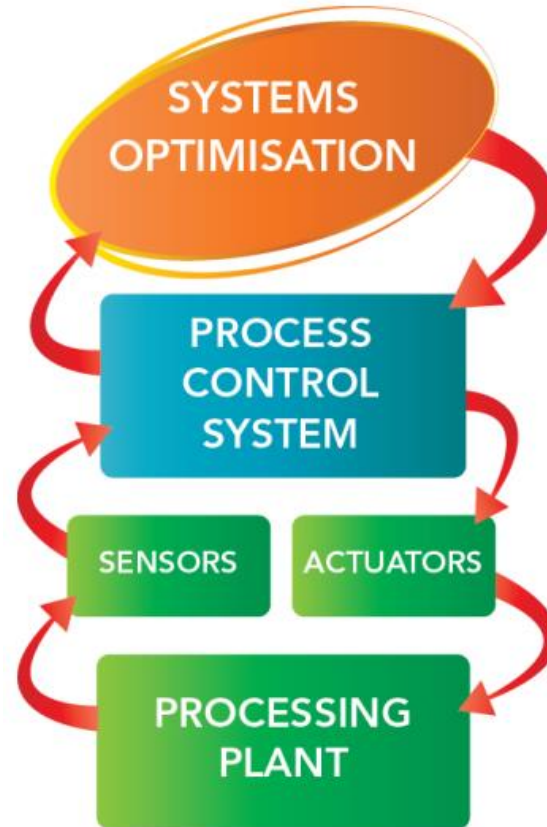 SYSTEMS
OPTIMISATION
PROCESS
CONTROL
SYSTEM
SENSORS
ACTUATORS
PROCESSING
PLANT